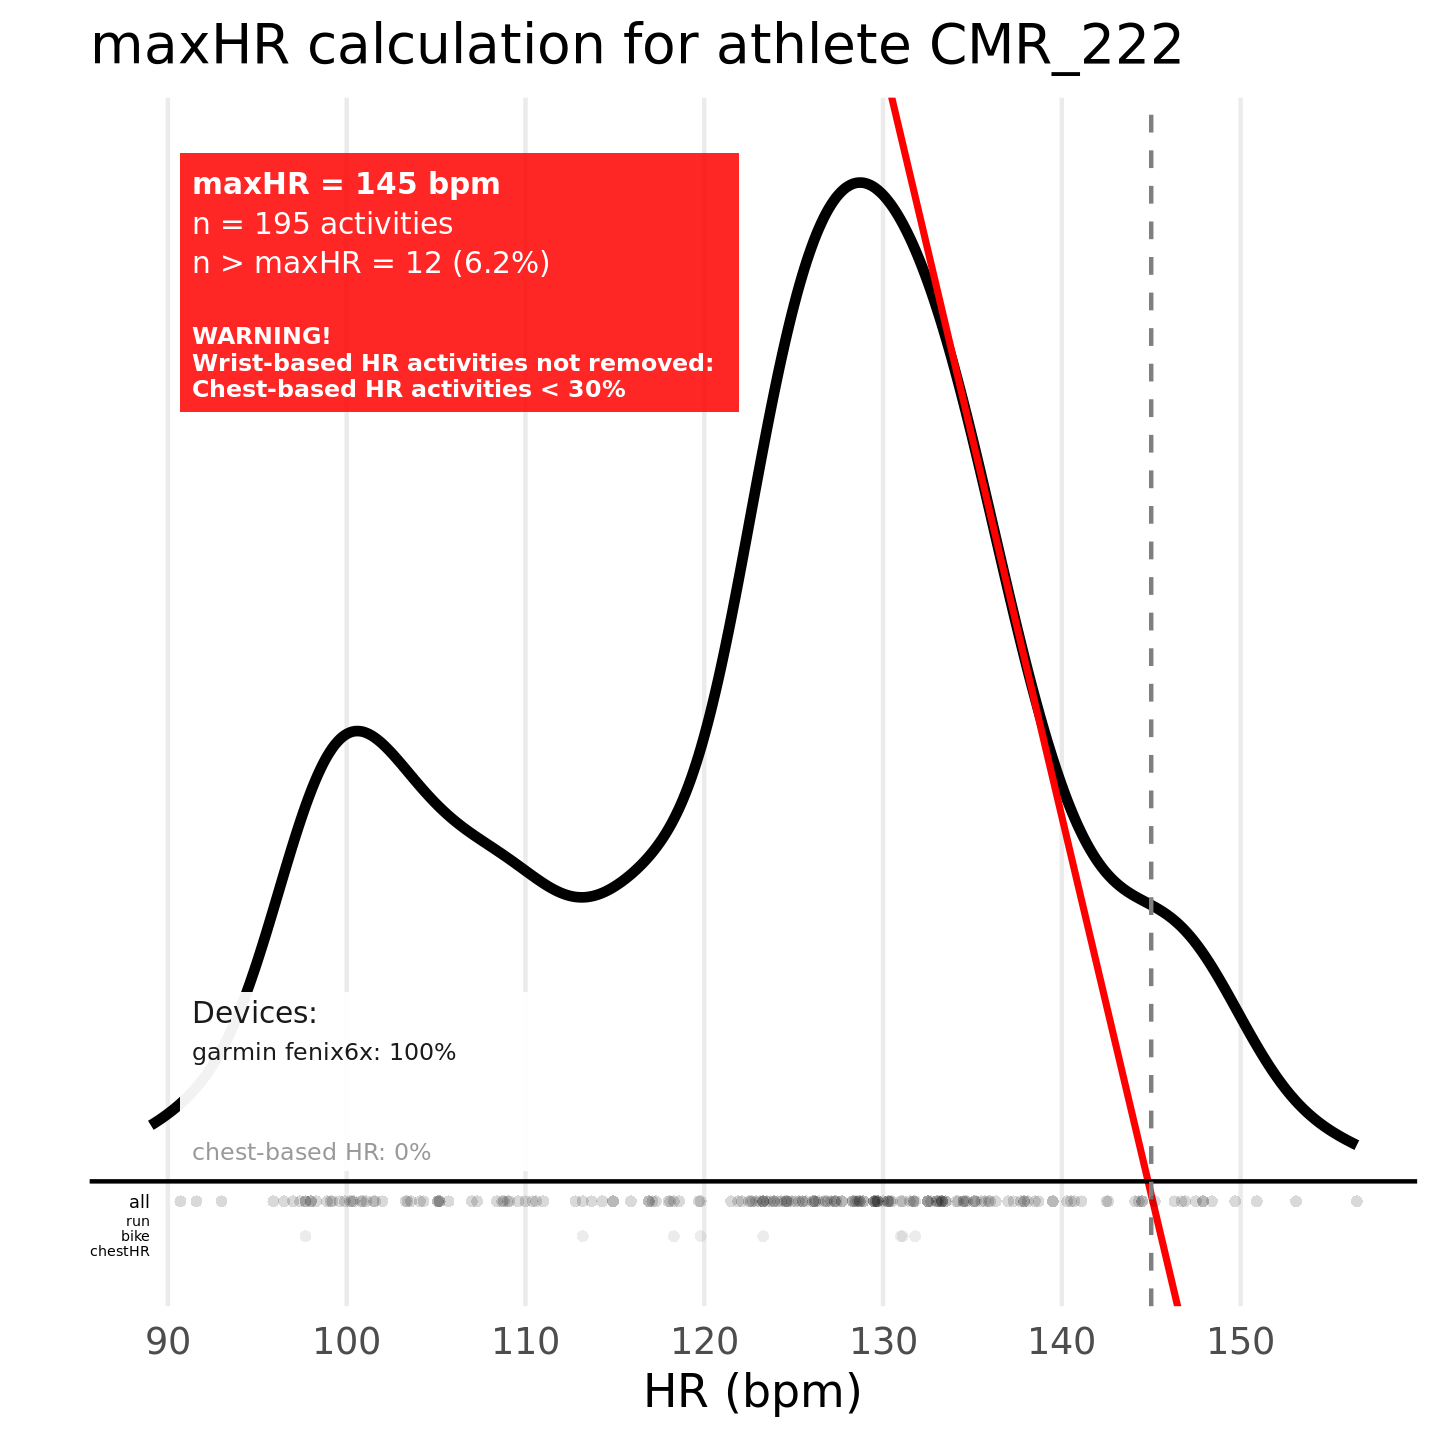 maxHR calculation for athlete CMR_222
maxHR = 145 bpm
n = 195 activities
n > maxHR = 12 (6.2%)
WARNING!
Wrist-based HR activities not removed:
Chest-based HR activities < 30%
Devices:
garmin fenix6x: 100%
chest-based HR: 0%
all
run
bike
chestHR
90 100 110 120 130 140 150
HR (bpm)